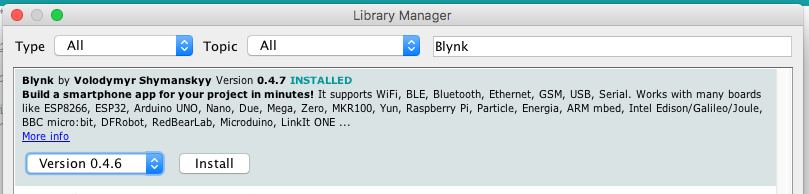 Library Manager
Type All Topic All Blynk
Blynk by Volodymyr Shymanskyy Version 0.4.7 INSTALLED
Build a smartphone app for your project in minutes! It supports WiFi, BLE, Bluetooth, Ethernet, GSM, USB, Serial. Works with many boards
like ESP8266, ESP32, Arduino UNO, Nano, Due, Mega, Zero, MKR100, Yun, Raspberry Pi, Particle, Energia, ARM mbed, Intel Edison/Galileo/Joule,
BBC micro:bit, DFRobot, RedBearLab, Microduino, LinkIt ONE ...
More info
Version 0.4.6 Install